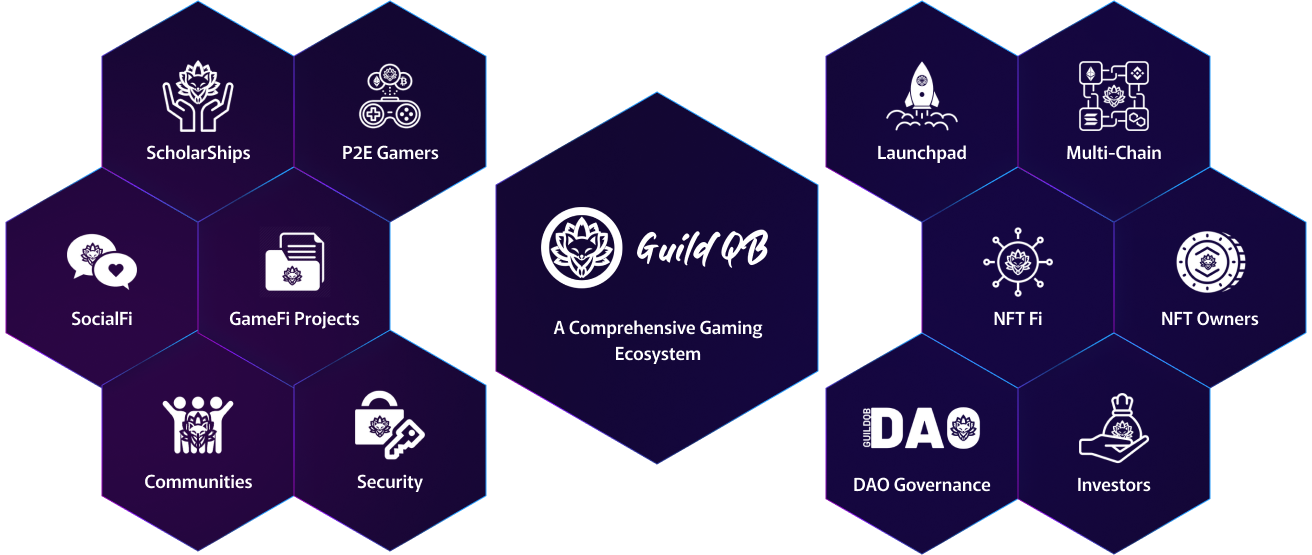 ScholarShips
P2E Gamers
SocialFi
GameFi Projects
Communities
Security
Guild QB
A Comprehensive Gaming
Ecosystem
Launchpad
Multi-Chain
NFT Fi
NFT Owners
GUILDQB
DAO
DAO Governance
Investors